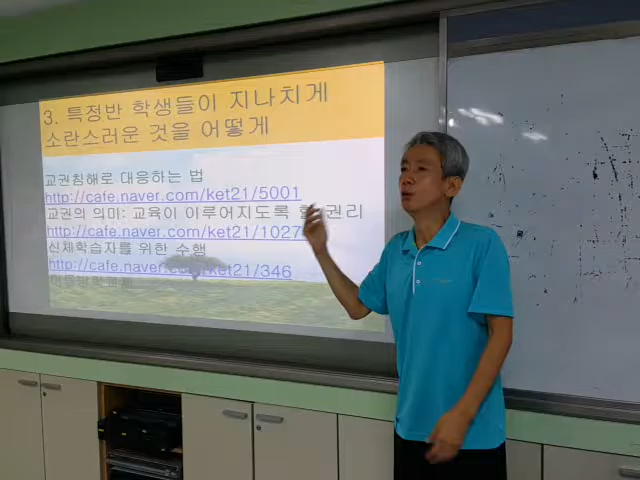 3. 특정반 학생들이 지나치게
소란스러운 것을 어떻게
교권침해로 대응하는 법
http://cafe.naver.com/ket21/5001
교권의 의미: 교육이 이루어지도록 할 권리
http://cafe.naver.com/ket21/1027
신체학습자를 위한 수행
http://cafe.naver.com/ket21/346